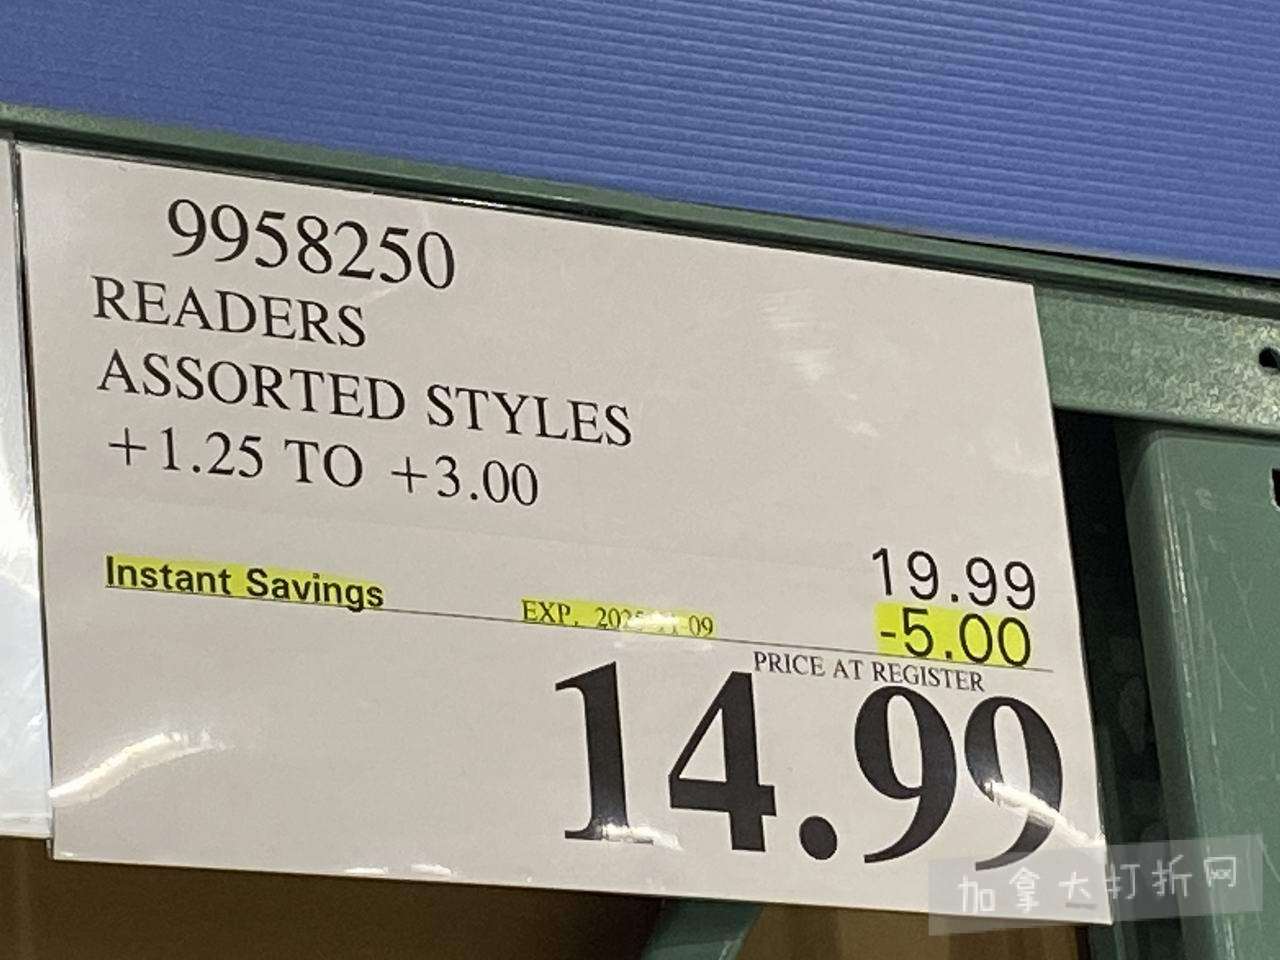 9958250
READERS
ASSORTED STYLES
+1.25 TO +3.00
19.99
Instant Savings EXP. -5.00
PRICE AT REGISTER
14.99
加拿大打折网